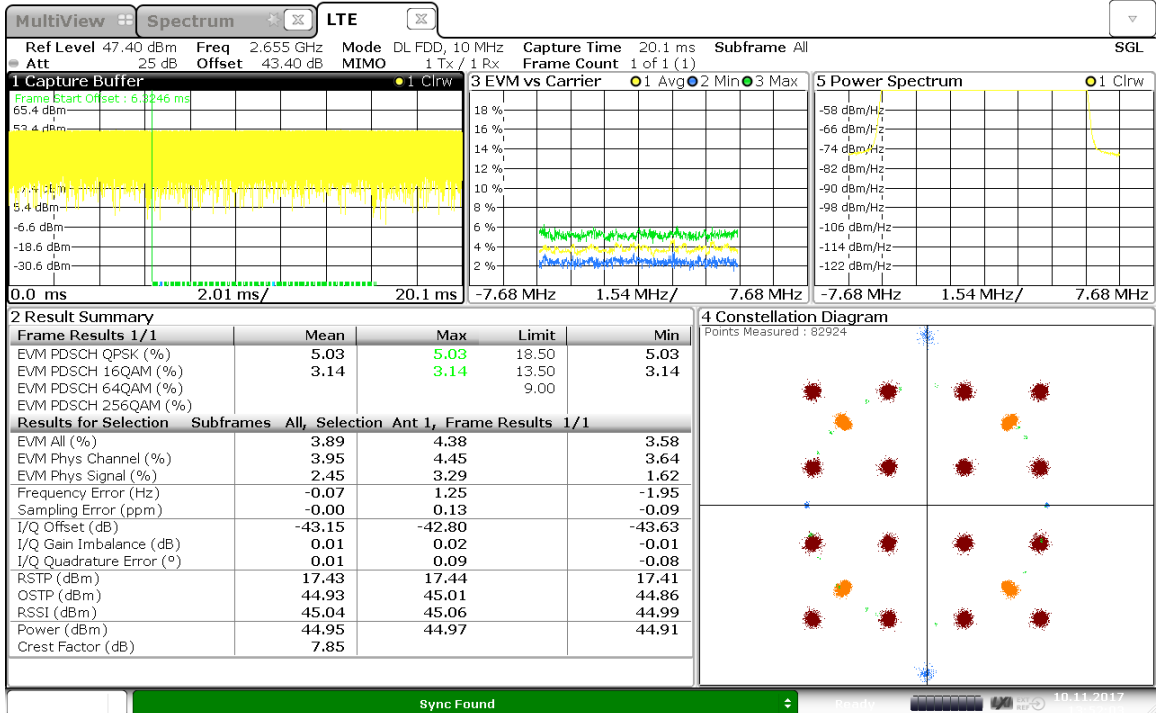 MultiView Spectrum LTE
Ref Level 47.40 dBm Freq 2.655 GHz Mode DL FDD, 10 MHz Capture Time 20.1 ms Subframe All SGL
Att 25 dB Offset 43.40 dB MIMO 1 Tx / 1 Rx Frame Count 1 of 1 (1)
1 Capture Buffer 1 Clrw
Frame Start Offset : 6.3246 ms
65.4 dBm
53.4 dBm
5.4 dBm
-6.6 dBm
-18.6 dBm
-30.6 dBm
0.0 ms 2.01 ms/ 20.1 ms
3 EVM vs Carrier 1 Avg 2 Min 3 Max
18 %
16 %
14 %
12 %
10 %
8 %
6 %
4 %
2 %
-7.68 MHz 1.54 MHz/ 7.68 MHz
5 Power Spectrum 1 Clrw
-58 dBm/Hz
-66 dBm/Hz
-74 dBm/Hz
-82 dBm/Hz
-90 dBm/Hz
-98 dBm/Hz
-106 dBm/Hz
-114 dBm/Hz
-122 dBm/Hz
-7.68 MHz 1.54 MHz/ 7.68 MHz
2 Result Summary
Frame Results 1/1 Mean Max Limit Min
EVM PDSCH QPSK (%) 5.03 5.03 18.50 5.03
EVM PDSCH 16QAM (%) 3.14 3.14 13.50 3.14
EVM PDSCH 64QAM (%) 9.00
EVM PDSCH 256QAM (%)
Results for Selection Subframes All, Selection Ant 1, Frame Results 1/1
EVM All (%) 3.89 4.38 3.58
EVM Phys Channel (%) 3.95 4.45 3.64
EVM Phys Signal (%) 2.45 3.29 1.62
Frequency Error (Hz) -0.07 1.25 -1.95
Sampling Error (ppm) -0.00 0.13 -0.09
I/Q Offset (dB) -43.15 -42.80 -43.63
I/Q Gain Imbalance (dB) 0.01 0.02 -0.01
I/Q Quadrature Error (º) 0.01 0.09 -0.08
RSTP (dBm) 17.43 17.44 17.41
OSTP (dBm) 44.93 45.01 44.86
RSSI (dBm) 45.04 45.06 44.99
Power (dBm) 44.95 44.97 44.91
Crest Factor (dB) 7.85
4 Constellation Diagram
Points Measured : 82924
Sync Found
Ready
LXI
EXT
REF
10.11.2017